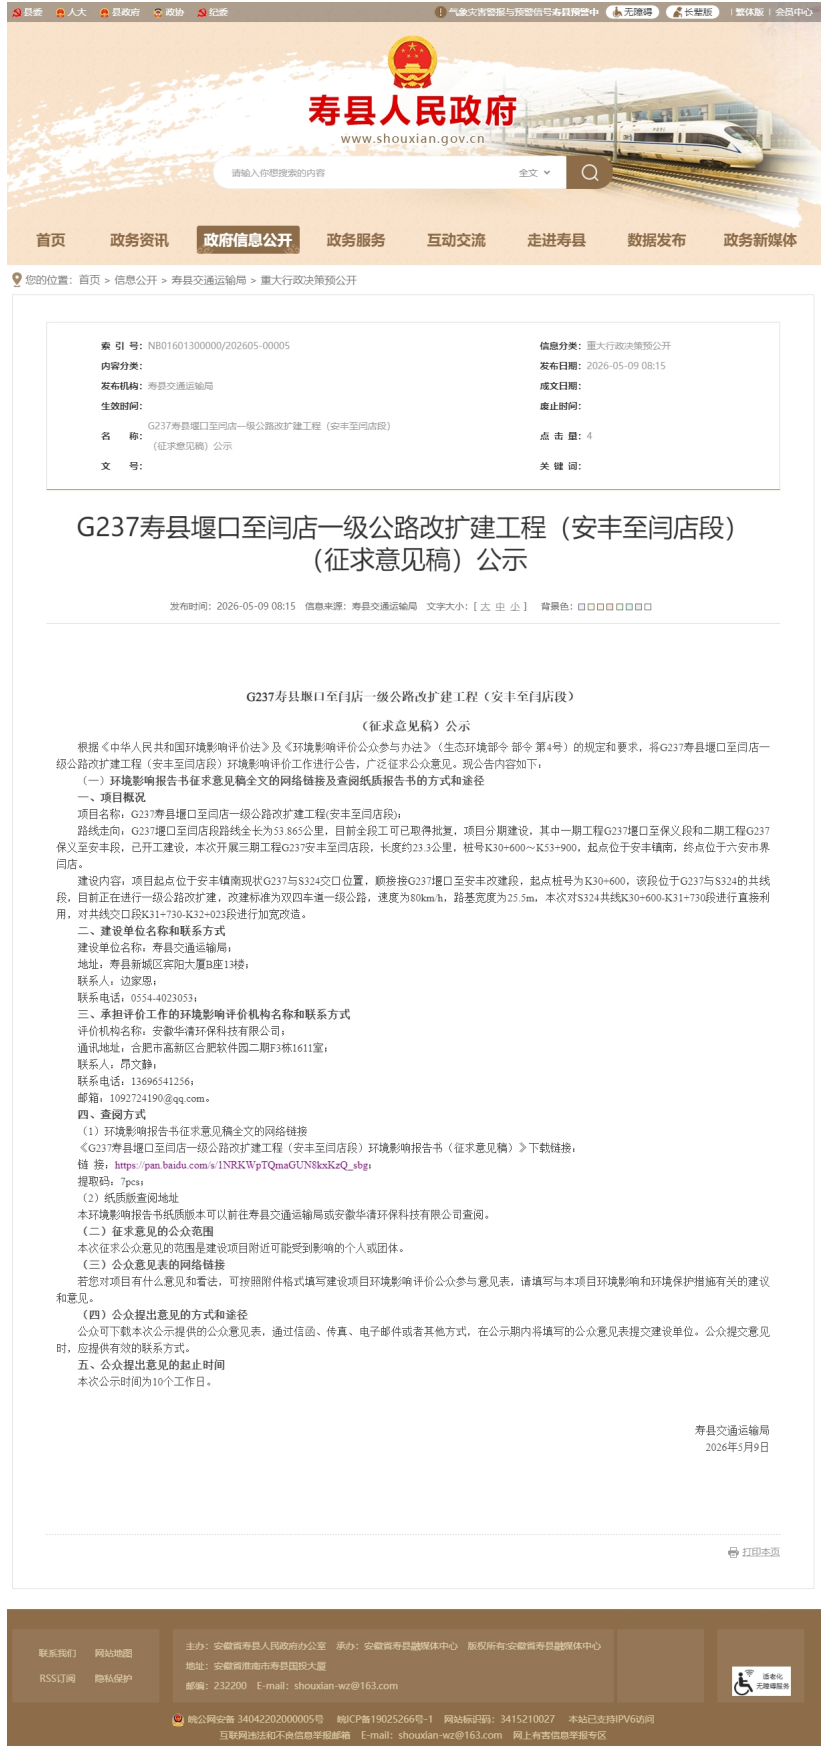 县委 人大 县政府 政协 纪委 气象灾害警报与预警信号寿县预警中 无障碍 长辈版 | 繁体版 | 会员中心
寿县人民政府
www.shouxian.gov.cn
请输入你想搜索的内容 全文
首页 政务资讯 政府信息公开 政务服务 互动交流 走进寿县 数据发布 政务新媒体
您的位置：首页 > 信息公开 > 寿县交通运输局 > 重大行政决策预公开
索 引 号：NB01601300000/202605-00005 信息分类：重大行政决策预公开
内容分类： 发布日期：2026-05-09 08:15
发布机构：寿县交通运输局 成文日期：
生效时间： 废止时间：
名 称：G237寿县堰口至闫店一级公路改扩建工程（安丰至闫店段）
（征求意见稿）公示 点 击 量：4
文 号： 关 键 词：
G237寿县堰口至闫店一级公路改扩建工程（安丰至闫店段）
（征求意见稿）公示
发布时间：2026-05-09 08:15 信息来源：寿县交通运输局 文字大小：[ 大 中 小 ] 背景色：
G237寿县堰口至闫店一级公路改扩建工程（安丰至闫店段）
（征求意见稿）公示
根据《中华人民共和国环境影响评价法》及《环境影响评价公众参与办法》（生态环境部令 部令 第4号）的规定和要求，将G237寿县堰口至闫店一
级公路改扩建工程（安丰至闫店段）环境影响评价工作进行公告，广泛征求公众意见。现公告内容如下：
（一）环境影响报告书征求意见稿全文的网络链接及查阅纸质报告书的方式和途径
一、项目概况
项目名称：G237寿县堰口至闫店一级公路改扩建工程(安丰至闫店段)；
路线走向：G237堰口至闫店段路线全长为53.865公里，目前全段工可已取得批复，项目分期建设，其中一期工程G237堰口至保义段和二期工程G237
保义至安丰段，已开工建设，本次开展三期工程G237安丰至闫店段，长度约23.3公里，桩号K30+600～K53+900，起点位于安丰镇南，终点位于六安市界
闫店。
建设内容：项目起点位于安丰镇南现状G237与S324交口位置，顺接接G237堰口至安丰改建段，起点桩号为K30+600，该段位于G237与S324的共线
段，目前正在进行一级公路改扩建，改建标准为双四车道一级公路，速度为80km/h，路基宽度为25.5m，本次对S324共线K30+600-K31+730段进行直接利
用，对共线交口段K31+730-K32+023段进行加宽改造。
二、建设单位名称和联系方式
建设单位名称：寿县交通运输局；
地址：寿县新城区宾阳大厦B座13楼；
联系人：边家恩；
联系电话：0554-4023053；
三、承担评价工作的环境影响评价机构名称和联系方式
评价机构名称：安徽华清环保科技有限公司；
通讯地址：合肥市高新区合肥软件园二期F3栋1611室；
联系人：昂文静；
联系电话：13696541256；
邮箱：1092724190@qq.com。
四、查阅方式
（1）环境影响报告书征求意见稿全文的网络链接
《G237寿县堰口至闫店一级公路改扩建工程（安丰至闫店段）环境影响报告书（征求意见稿）》下载链接：
链 接：https://pan.baidu.com/s/1NRKWpTQmaGUN8kxKzQ_sbg；
提取码：7pcs；
（2）纸质版查阅地址
本环境影响报告书纸质版本可以前往寿县交通运输局或安徽华清环保科技有限公司查阅。
（二）征求意见的公众范围
本次征求公众意见的范围是建设项目附近可能受到影响的个人或团体。
（三）公众意见表的网络链接
若您对项目有什么意见和看法，可按照附件格式填写建设项目环境影响评价公众参与意见表，请填写与本项目环境影响和环境保护措施有关的建议
和意见。
（四）公众提出意见的方式和途径
公众可下载本次公示提供的公众意见表，通过信函、传真、电子邮件或者其他方式，在公示期内将填写的公众意见表提交建设单位。公众提交意见
时，应提供有效的联系方式。
五、公众提出意见的起止时间
本次公示时间为10个工作日。
寿县交通运输局
2026年5月9日
打印本页
联系我们 网站地图
RSS订阅 隐私保护
主办：安徽省寿县人民政府办公室 承办：安徽省寿县融媒体中心 版权所有:安徽省寿县融媒体中心
地址：安徽省淮南市寿县国投大厦
邮编：232200 E-mail：shouxian-wz@163.com
适老化
无障碍服务
皖公网安备 34042202000005号 皖ICP备19025266号-1 网站标识码：3415210027 本站已支持IPV6访问
互联网违法和不良信息举报邮箱 E-mail：shouxian-wz@163.com 网上有害信息举报专区